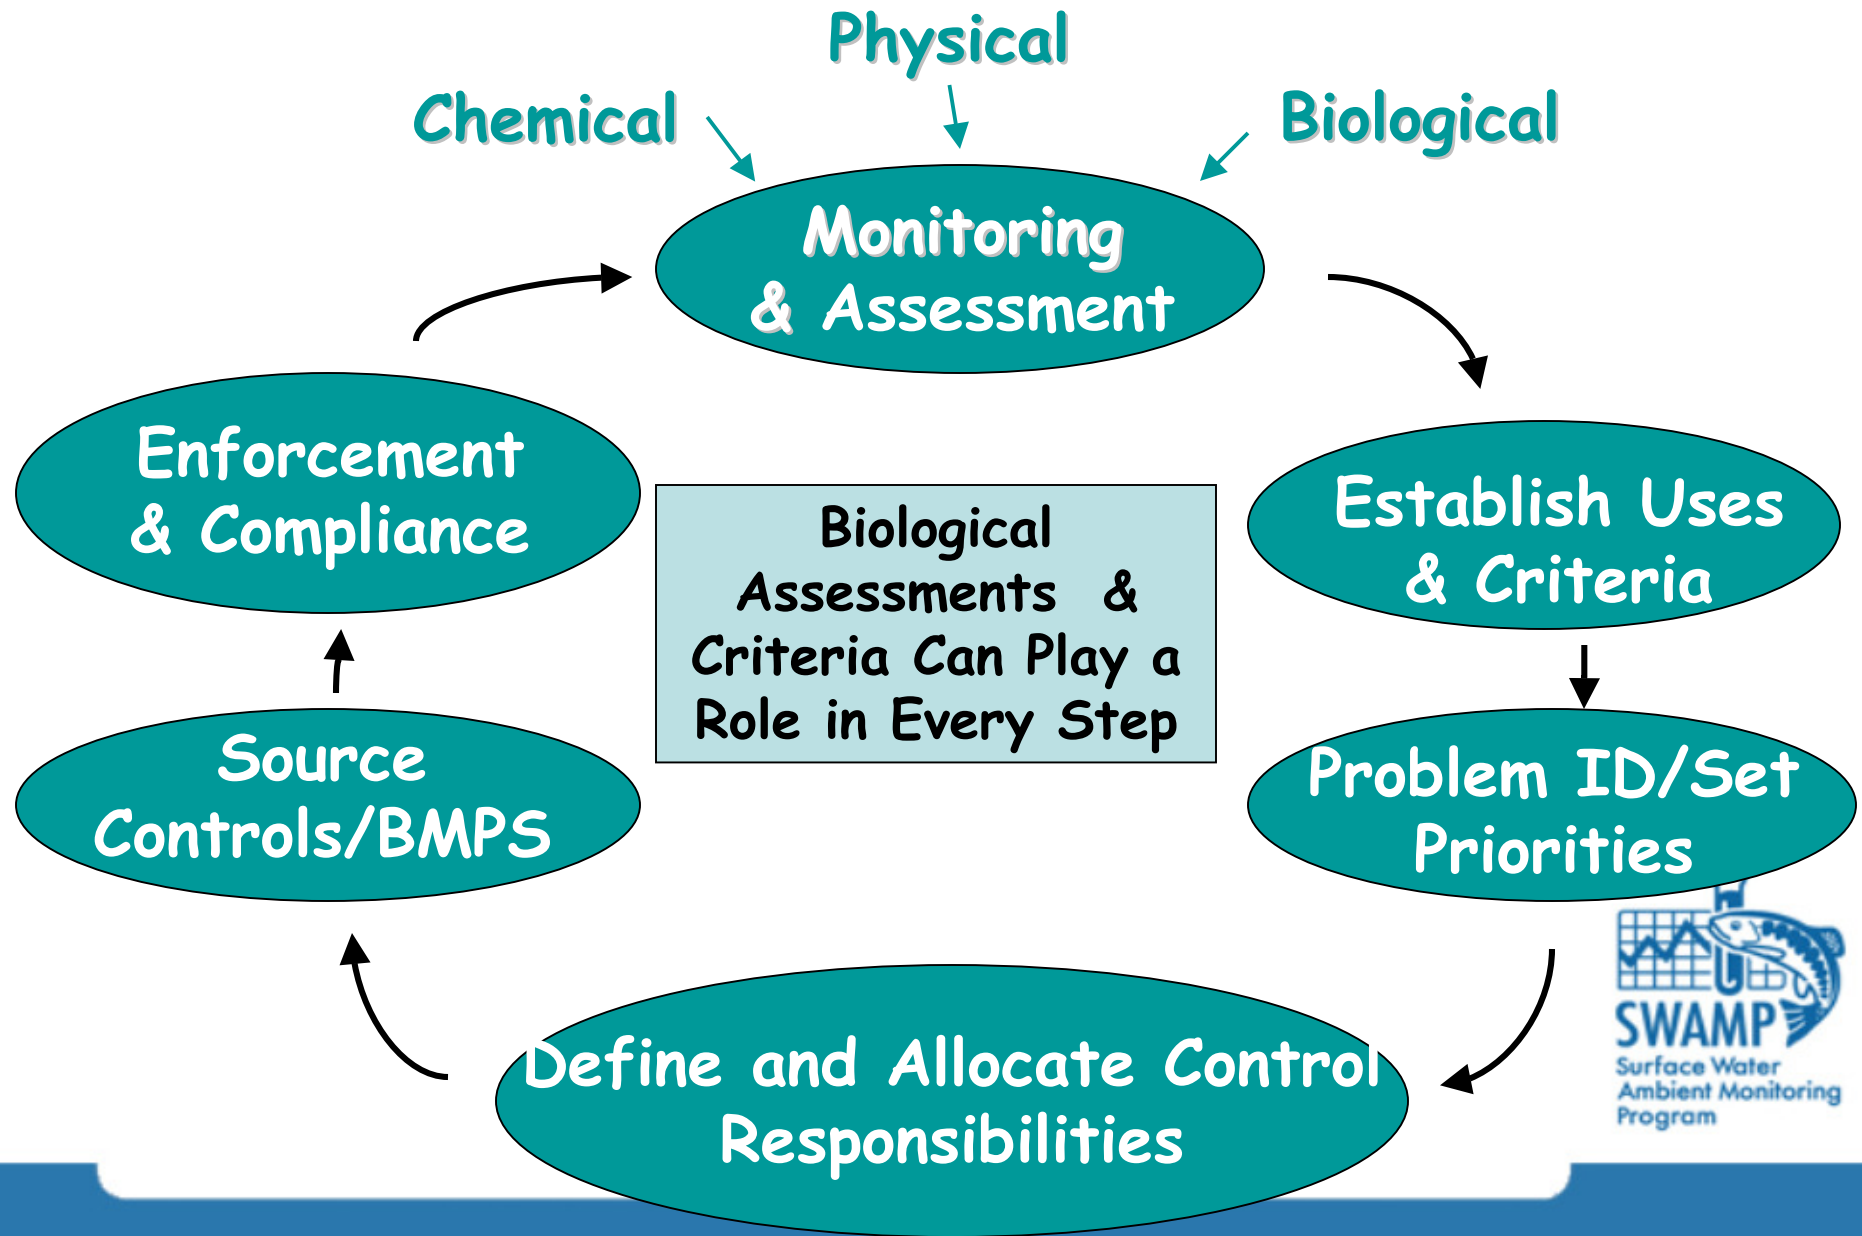 Physical
Chemical
Biological
Monitoring
& Assessment
Enforcement
& Compliance
Establish Uses
& Criteria
Biological
Assessments &
Criteria Can Play a
Role in Every Step
Source
Controls/BMPS
Problem ID/Set
Priorities
Define and Allocate Control
Responsibilities
SWAMP
Surface Water
Ambient Monitoring
Program